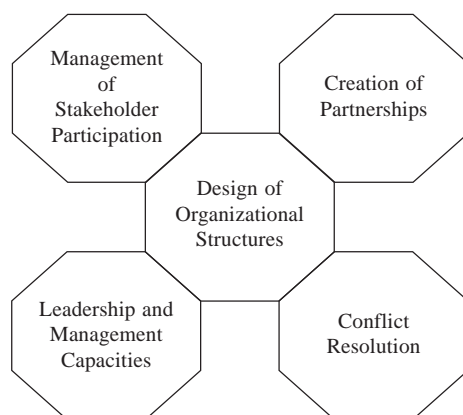 Management
of
Stakeholder
Participation
Creation of
Partnerships
Design of
Organizational
Structures
Leadership and
Management
Capacities
Conflict
Resolution